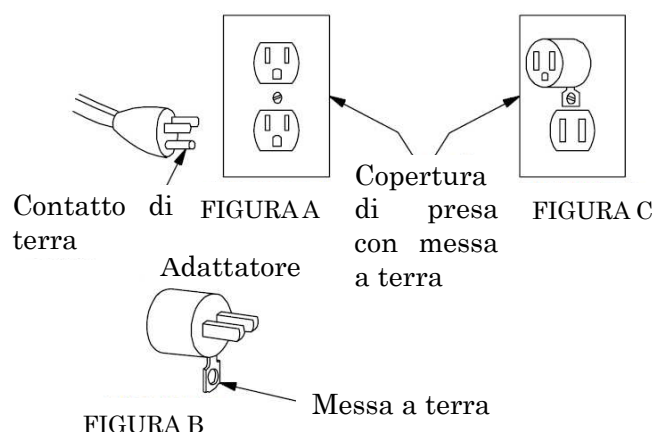 Contatto di
terra
FIGURA A
Copertura
di presa
con messa
a terra
FIGURA C
Adattatore
Messa a terra
FIGURA B